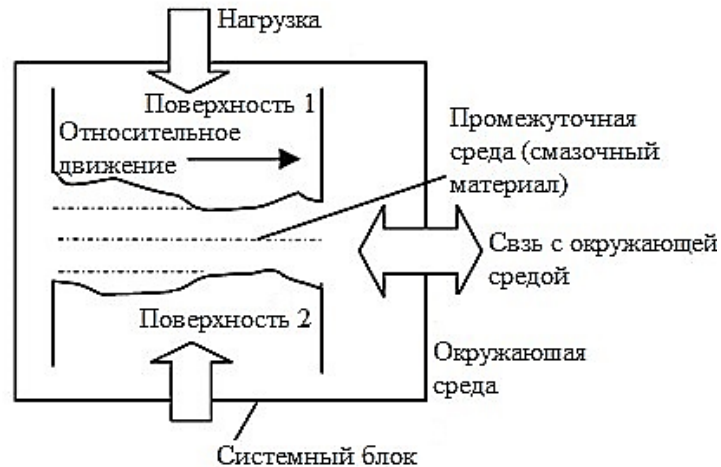 Нагрузка
Поверхность 1
Относительное
движение
Промежуточная
среда (смазочный
материал)
Свзь с окружающей
средой
Поверхность 2
Окружаюшая
среда
Системный блок